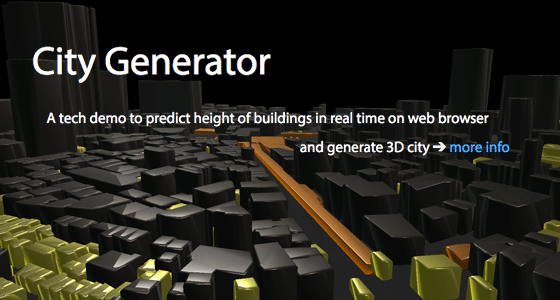 City Generator
A tech demo to predict height of buildings in real time on web browser
and generate 3D city ➔ more info